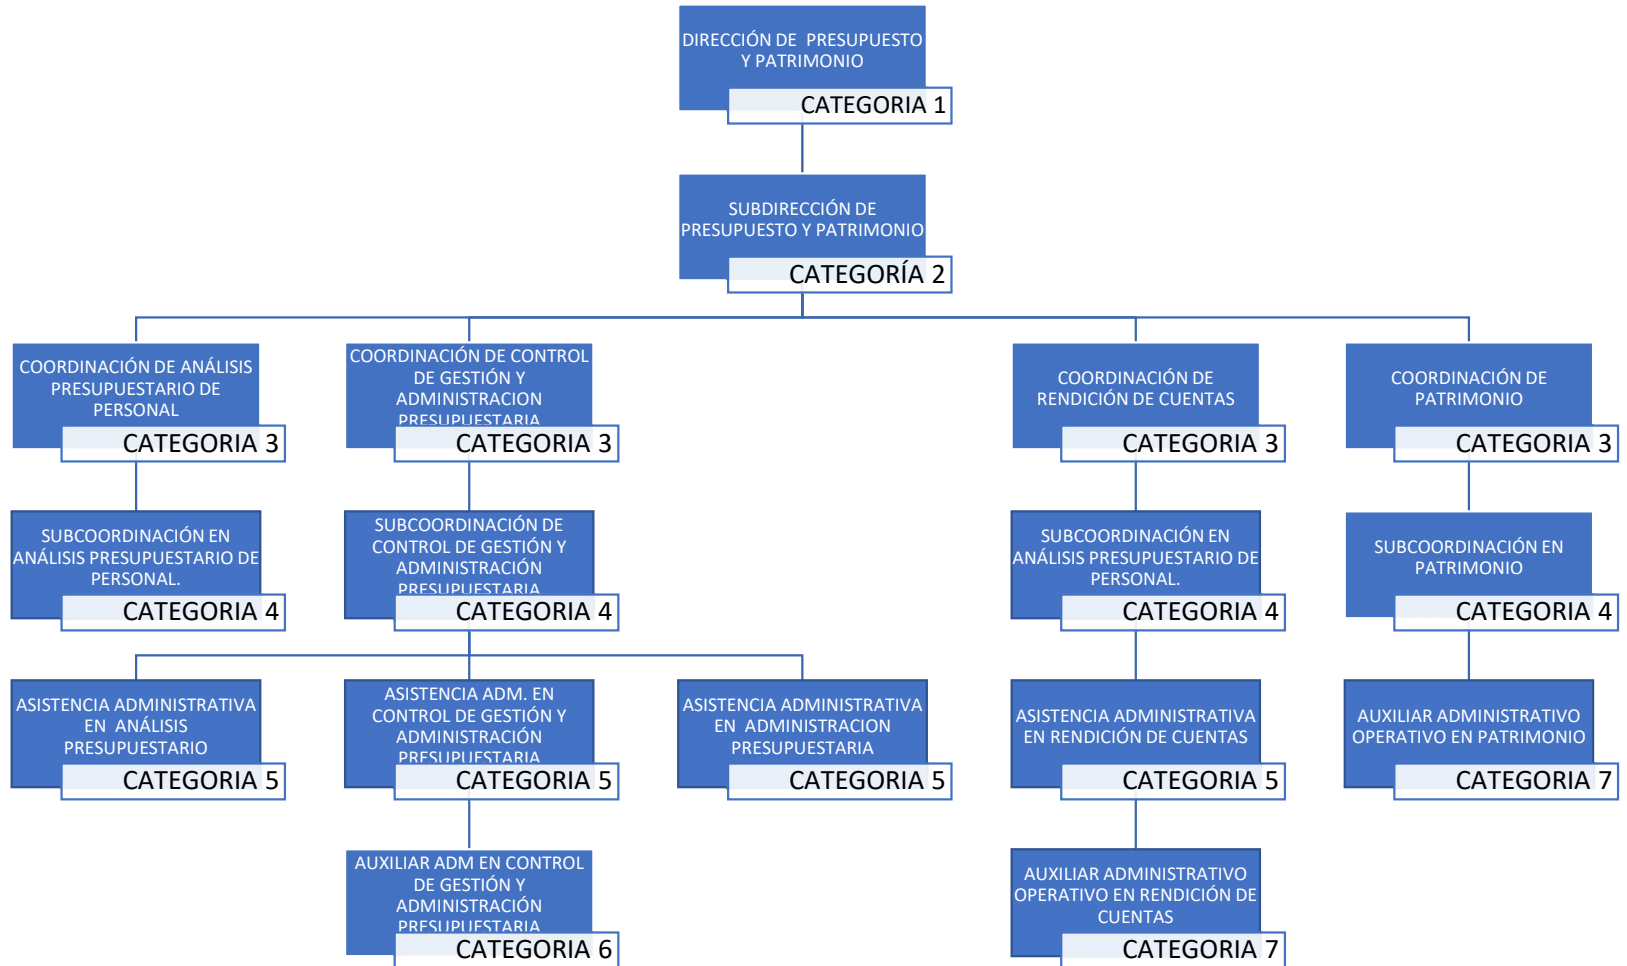 DIRECCIÓN DE PRESUPUESTO
Y PATRIMONIO
CATEGORIA 1
SUBDIRECCIÓN DE
PRESUPUESTO Y PATRIMONIO
CATEGORÍA 2
COORDINACIÓN DE ANÁLISIS
PRESUPUESTARIO DE
PERSONAL
CATEGORIA 3
COORDINACIÓN DE CONTROL
DE GESTIÓN Y
ADMINISTRACION
PRESUPUESTARIA
CATEGORIA 3
COORDINACIÓN DE
RENDICIÓN DE CUENTAS
CATEGORIA 3
COORDINACIÓN DE
PATRIMONIO
CATEGORIA 3
SUBCOORDINACIÓN EN
ANÁLISIS PRESUPUESTARIO DE
PERSONAL.
CATEGORIA 4
SUBCOORDINACIÓN DE
CONTROL DE GESTIÓN Y
ADMINISTRACIÓN
PRESUPUESTARIA
CATEGORIA 4
SUBCOORDINACIÓN EN
ANÁLISIS PRESUPUESTARIO DE
PERSONAL.
CATEGORIA 4
SUBCOORDINACIÓN EN
PATRIMONIO
CATEGORIA 4
ASISTENCIA ADMINISTRATIVA
EN ANÁLISIS
PRESUPUESTARIO
CATEGORIA 5
ASISTENCIA ADM. EN
CONTROL DE GESTIÓN Y
ADMINISTRACIÓN
PRESUPUESTARIA
CATEGORIA 5
ASISTENCIA ADMINISTRATIVA
EN ADMINISTRACION
PRESUPUESTARIA
CATEGORIA 5
ASISTENCIA ADMINISTRATIVA
EN RENDICIÓN DE CUENTAS
CATEGORIA 5
AUXILIAR ADMINISTRATIVO
OPERATIVO EN PATRIMONIO
CATEGORIA 7
AUXILIAR ADM EN CONTROL
DE GESTIÓN Y
ADMINISTRACIÓN
PRESUPUESTARIA
CATEGORIA 6
AUXILIAR ADMINISTRATIVO
OPERATIVO EN RENDICIÓN DE
CUENTAS
CATEGORIA 7